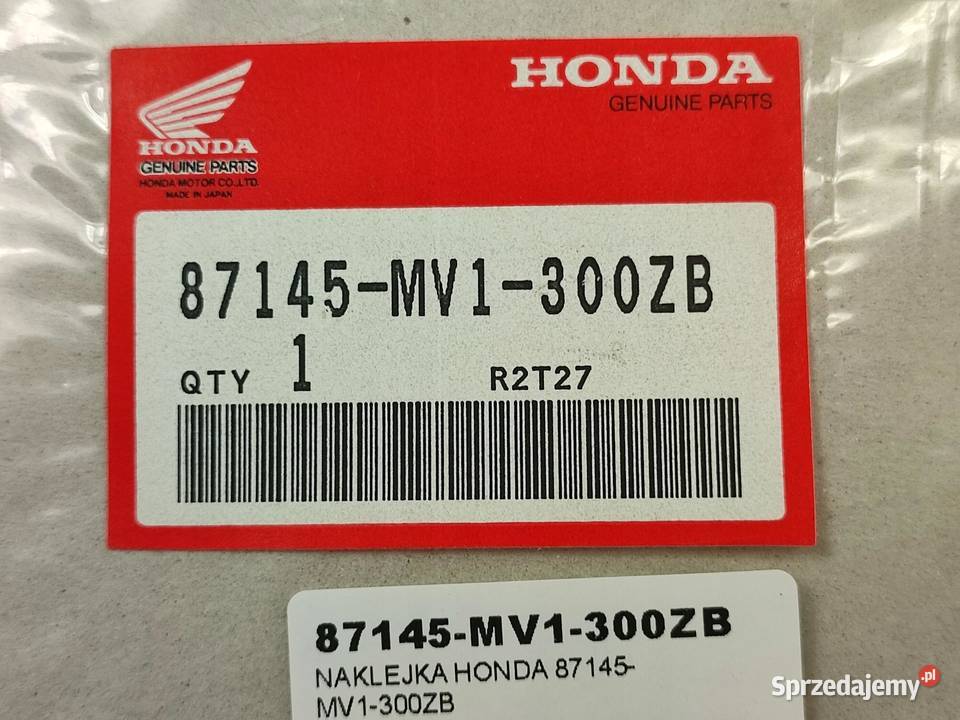 HONDA
GENUINE PARTS
HONDA
GENUINE PARTS
HONDA MOTOR CO.,LTD.
MADE IN JAPAN
87145-MV1-300ZB
QTY 1 R2T27
87145-MV1-300ZB
NAKLEJKA HONDA 87145-
MV1-300ZB
Sprzedajemy.pl